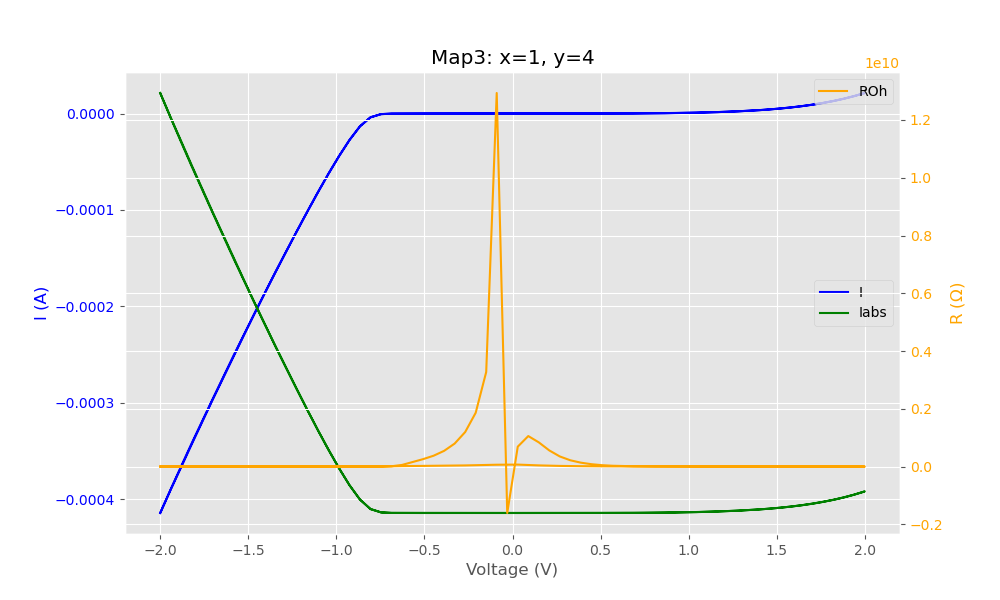 Map3: x=1, y=4
1e10
ROh
0.0000
−0.0001
−0.0002
−0.0003
−0.0004
I (A)
1.2
1.0
0.8
0.6
0.4
0.2
0.0
−0.2
R (Ω)
I
Iabs
−2.0 −1.5 −1.0 −0.5 0.0 0.5 1.0 1.5 2.0
Voltage (V)